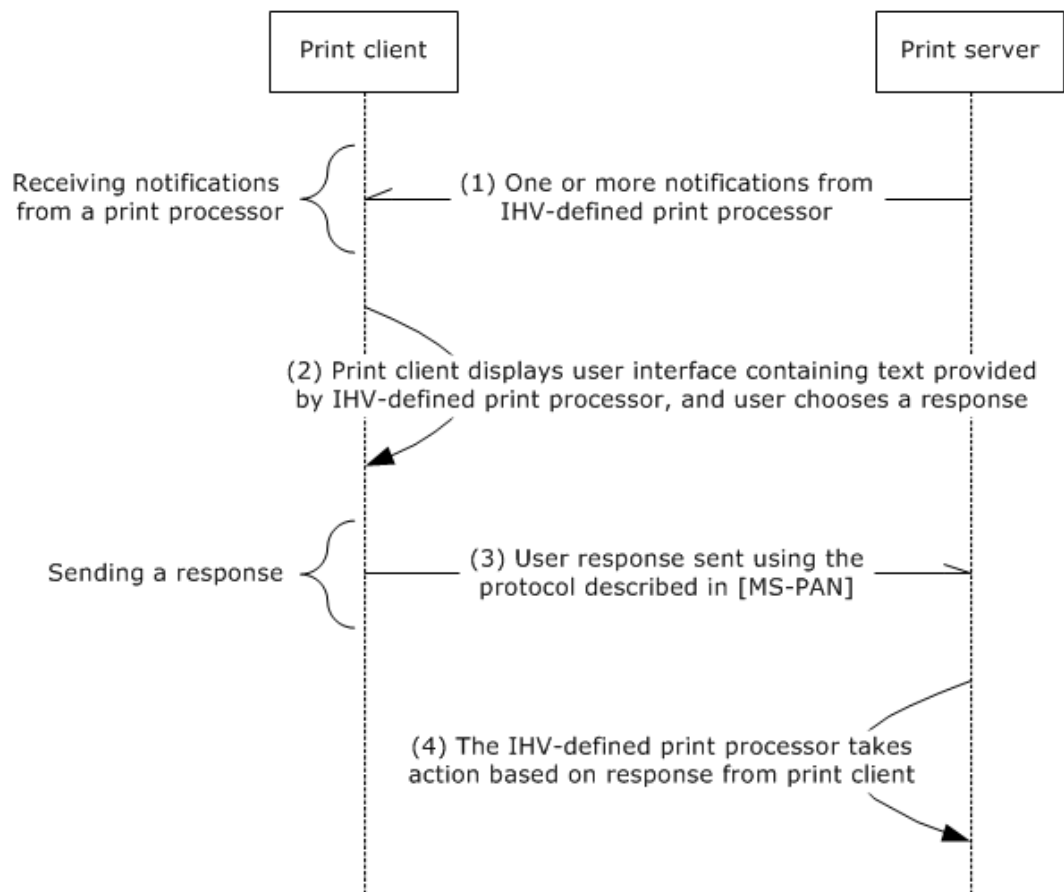 Print client
Print server
Receiving notifications
from a print processor
(1) One or more notifications from
IHV-defined print processor
(2) Print client displays user interface containing text provided
by IHV-defined print processor, and user chooses a response
Sending a response
(3) User response sent using the
protocol described in [MS-PAN]
(4) The IHV-defined print processor takes
action based on response from print client